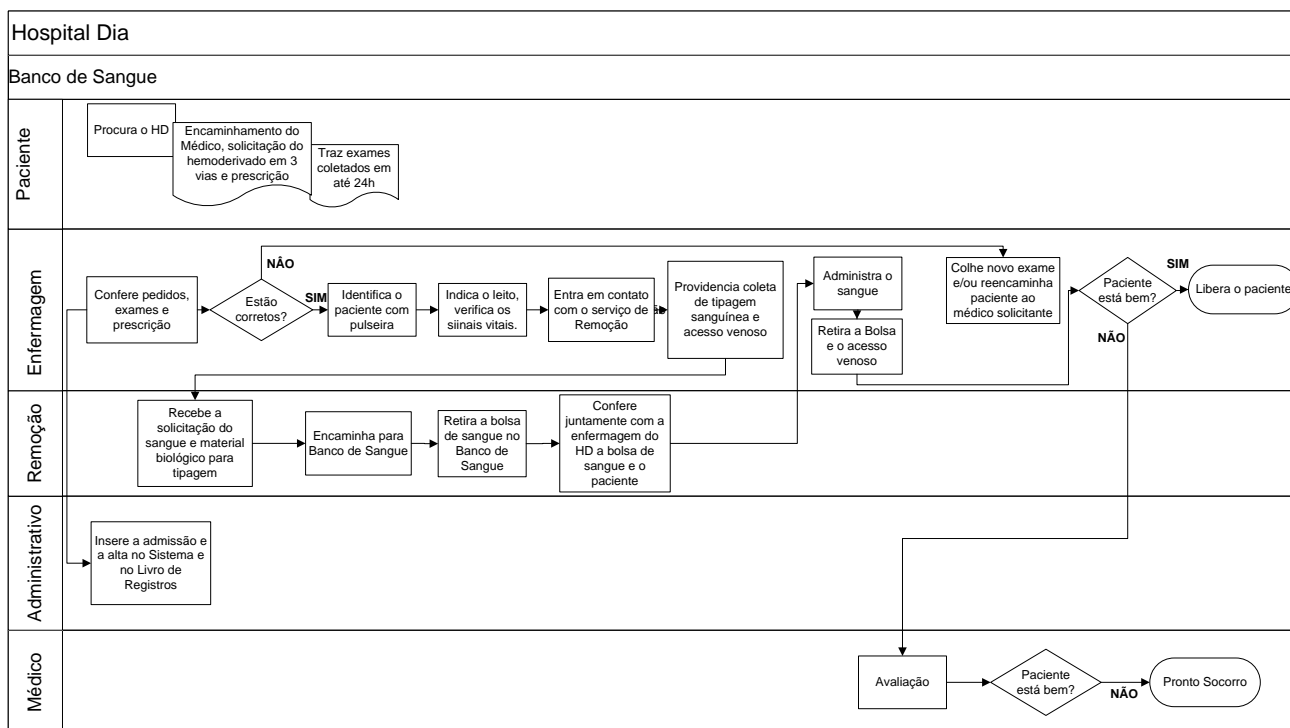 Hospital Dia
Banco de Sangue
Paciente
Procura o HD
Encaminhamento do
Médico, solicitação do
hemoderivado em 3
vias e prescrição
Traz exames
coletados em
até 24h
Enfermagem
Confere pedidos,
exames e
prescrição
Estão
corretos?
NÂO
SIM
Identifica o
paciente com
pulseira
Indica o leito,
verifica os
siinais vitais.
Entra em contato
com o serviço de
Remoção
Providencia coleta
de tipagem
sanguínea e
acesso venoso
Administra o
sangue
Retira a Bolsa
e o acesso
venoso
Colhe novo exame
e/ou reencaminha
paciente ao
médico solicitante
Paciente
está bem?
SIM
NÃO
Libera o paciente
Remoção
Recebe a
solicitação do
sangue e material
biológico para
tipagem
Encaminha para
Banco de Sangue
Retira a bolsa
de sangue no
Banco de
Sangue
Confere
juntamente com a
enfermagem do
HD a bolsa de
sangue e o
paciente
Administrativo
Insere a admissão e
a alta no Sistema e
no Livro de
Registros
Médico
Avaliação
Paciente
está bem?
NÃO
Pronto Socorro